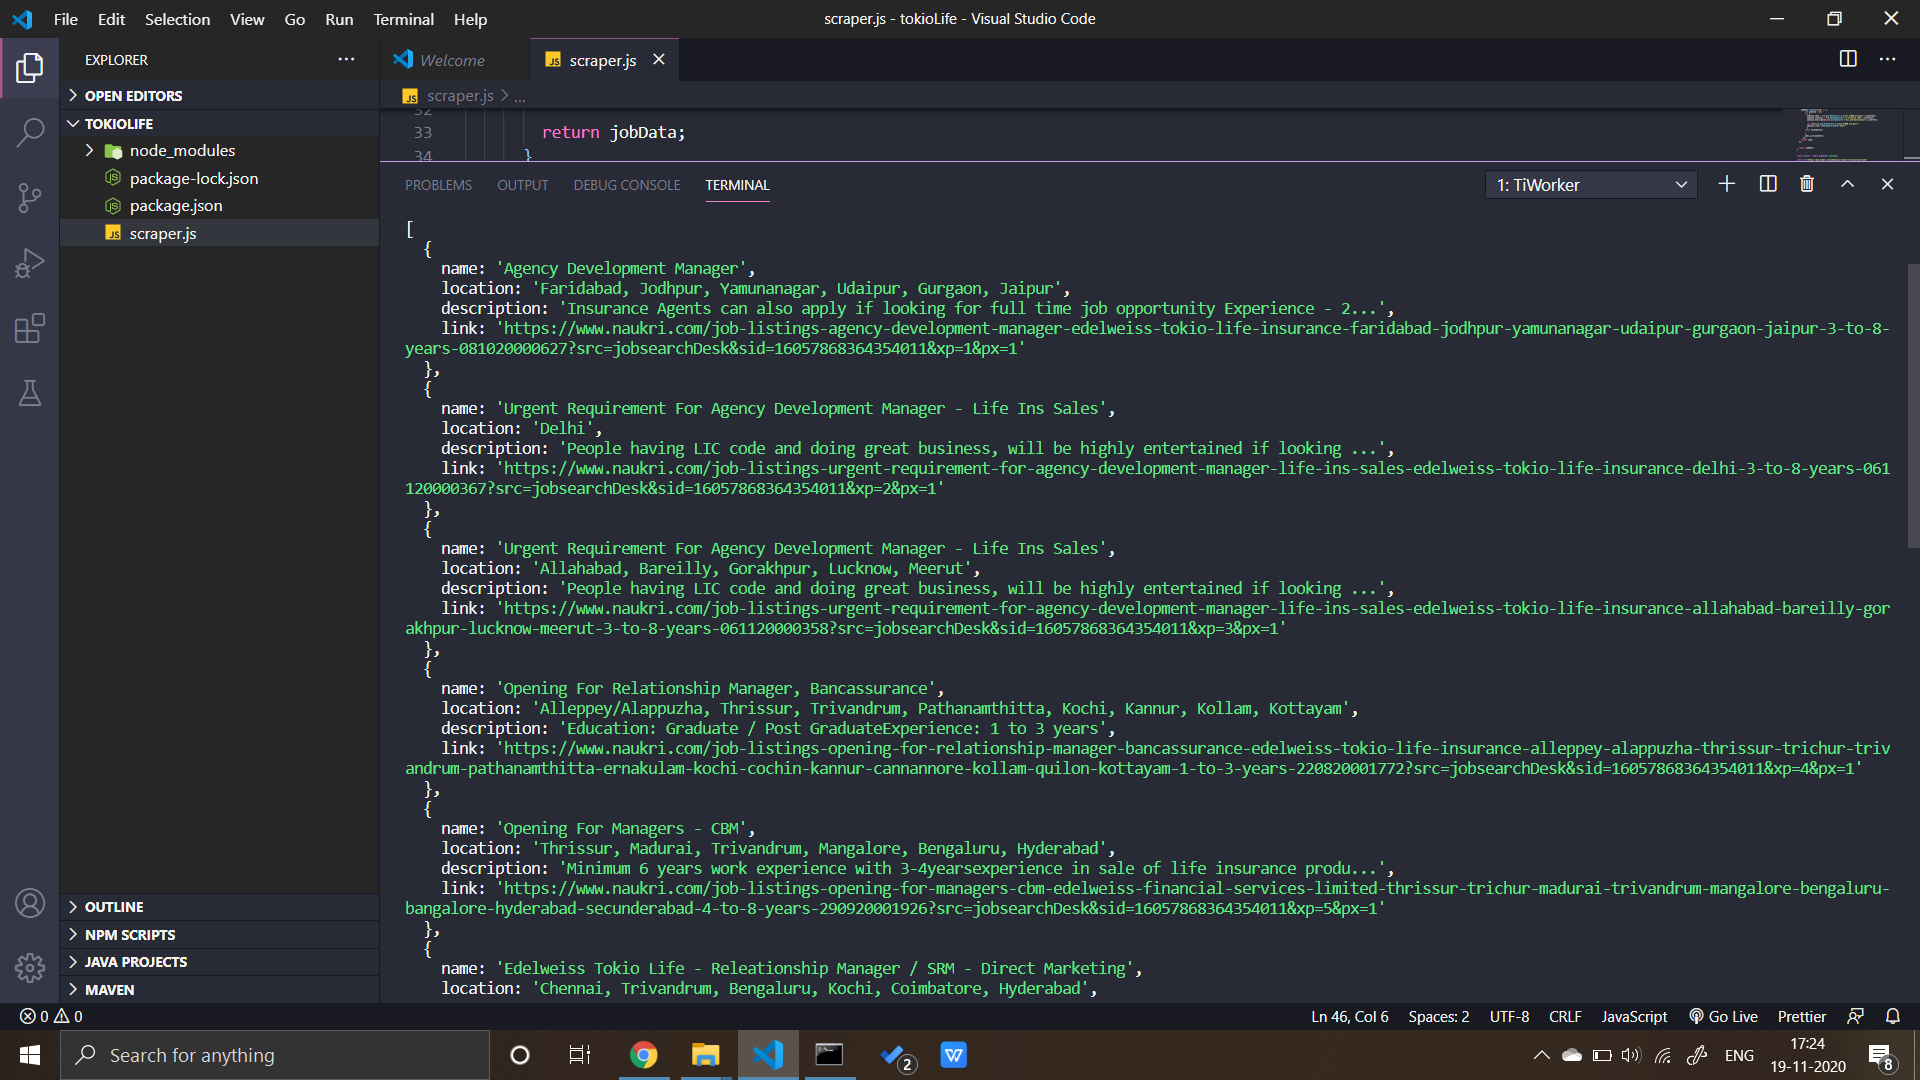 File Edit Selection View Go Run Terminal Help
scraper.js - tokioLife - Visual Studio Code
EXPLORER
OPEN EDITORS
TOKIOLIFE
node_modules
package-lock.json
package.json
JS scraper.js
OUTLINE
NPM SCRIPTS
JAVA PROJECTS
MAVEN
Welcome
JS scraper.js
JS scraper.js > ...
32
33 return jobData;
34 }
PROBLEMS OUTPUT DEBUG CONSOLE TERMINAL
1: TiWorker
[
{
name: 'Agency Development Manager',
location: 'Faridabad, Jodhpur, Yamunanagar, Udaipur, Gurgaon, Jaipur',
description: 'Insurance Agents can also apply if looking for full time job opportunity Experience - 2...',
link: 'https://www.naukri.com/job-listings-agency-development-manager-edelweiss-tokio-life-insurance-faridabad-jodhpur-yamunanagar-udaipur-gurgaon-jaipur-3-to-8-
years-081020000627?src=jobsearchDesk&sid=16057868364354011&xp=1&px=1'
},
{
name: 'Urgent Requirement For Agency Development Manager - Life Ins Sales',
location: 'Delhi',
description: 'People having LIC code and doing great business, will be highly entertained if looking ...',
link: 'https://www.naukri.com/job-listings-urgent-requirement-for-agency-development-manager-life-ins-sales-edelweiss-tokio-life-insurance-delhi-3-to-8-years-061
120000367?src=jobsearchDesk&sid=16057868364354011&xp=2&px=1'
},
{
name: 'Urgent Requirement For Agency Development Manager - Life Ins Sales',
location: 'Allahabad, Bareilly, Gorakhpur, Lucknow, Meerut',
description: 'People having LIC code and doing great business, will be highly entertained if looking ...',
link: 'https://www.naukri.com/job-listings-urgent-requirement-for-agency-development-manager-life-ins-sales-edelweiss-tokio-life-insurance-allahabad-bareilly-gor
akhpur-lucknow-meerut-3-to-8-years-061120000358?src=jobsearchDesk&sid=16057868364354011&xp=3&px=1'
},
{
name: 'Opening For Relationship Manager, Bancassurance',
location: 'Alleppey/Alappuzha, Thrissur, Trivandrum, Pathanamthitta, Kochi, Kannur, Kollam, Kottayam',
description: 'Education: Graduate / Post GraduateExperience: 1 to 3 years',
link: 'https://www.naukri.com/job-listings-opening-for-relationship-manager-bancassurance-edelweiss-tokio-life-insurance-alleppey-alappuzha-thrissur-trichur-triv
andrum-pathanamthitta-ernakulam-kochi-cochin-kannur-cannannore-kollam-quilon-kottayam-1-to-3-years-220820001772?src=jobsearchDesk&sid=16057868364354011&xp=4&px=1'
},
{
name: 'Opening For Managers - CBM',
location: 'Thrissur, Madurai, Trivandrum, Mangalore, Bengaluru, Hyderabad',
description: 'Minimum 6 years work experience with 3-4yearsexperience in sale of life insurance produ...',
link: 'https://www.naukri.com/job-listings-opening-for-managers-cbm-edelweiss-financial-services-limited-thrissur-trichur-madurai-trivandrum-mangalore-bengaluru-
bangalore-hyderabad-secunderabad-4-to-8-years-290920001926?src=jobsearchDesk&sid=16057868364354011&xp=5&px=1'
},
{
name: 'Edelweiss Tokio Life - Releationship Manager / SRM - Direct Marketing',
location: 'Chennai, Trivandrum, Bengaluru, Kochi, Coimbatore, Hyderabad',
0 0
Ln 46, Col 6 Spaces: 2 UTF-8 CRLF JavaScript Go Live Prettier
Search for anything
2
W
ENG
17:24
19-11-2020
8